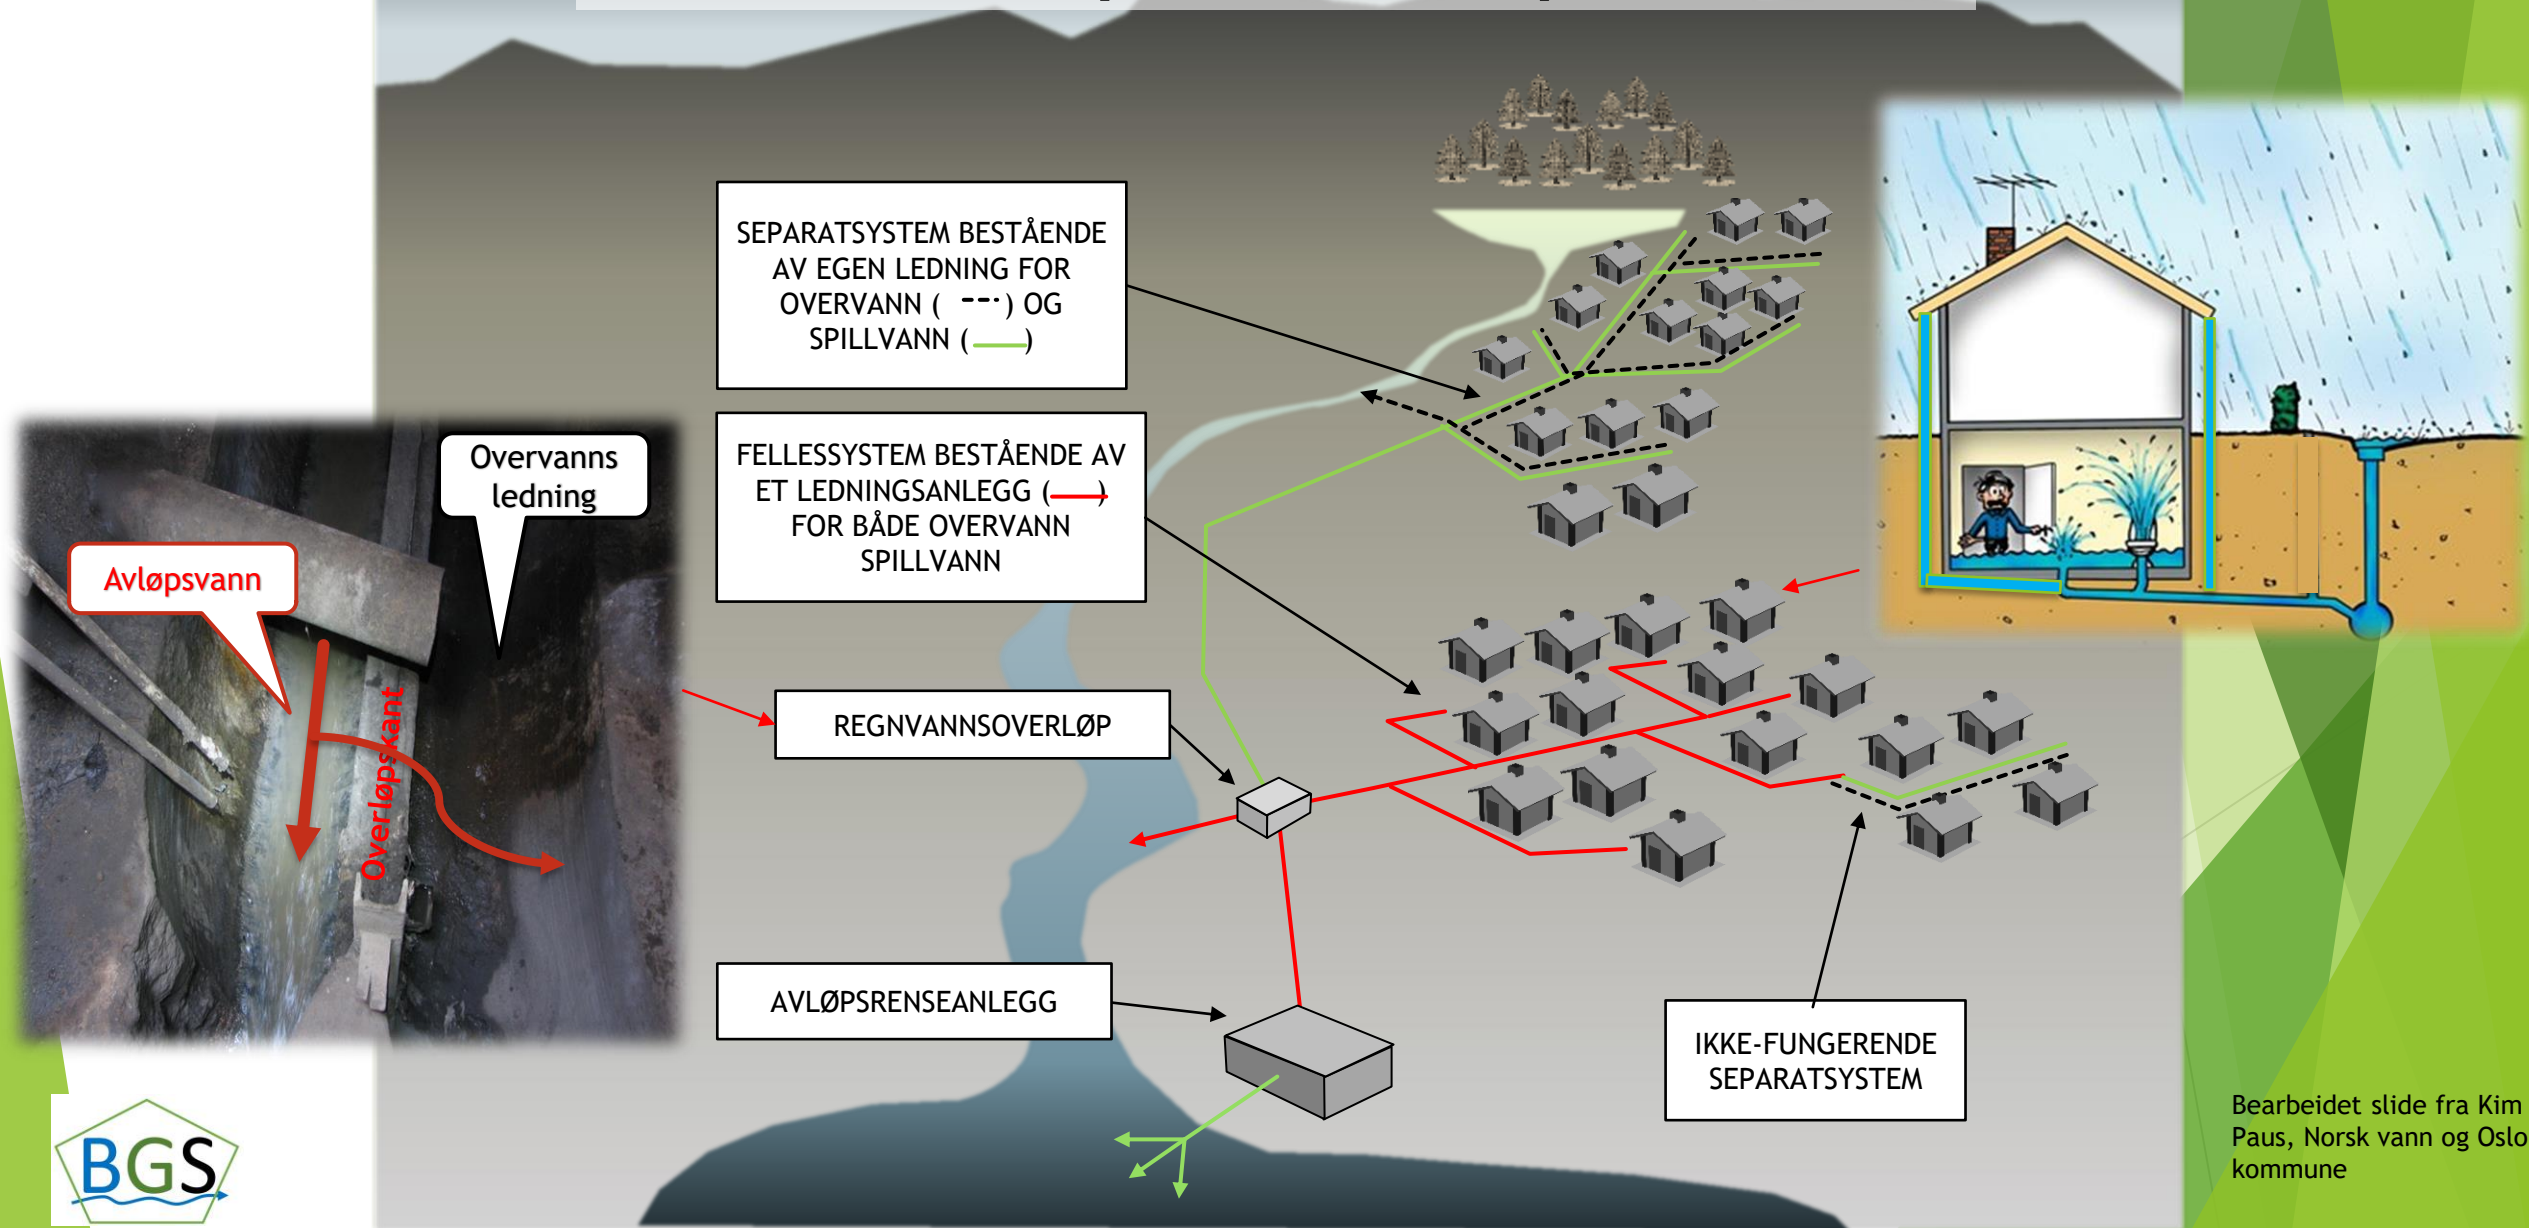 SEPARATSYSTEM BESTÅENDE
AV EGEN LEDNING FOR
OVERVANN ( ---) OG
SPILLVANN (___)
FELLESSYSTEM BESTÅENDE AV
ET LEDNINGSANLEGG (___)
FOR BÅDE OVERVANN
SPILLVANN
Overvanns
ledning
Avløpsvann
Overløpskant
REGNVANNSOVERLØP
AVLØPSRENSEANLEGG
IKKE-FUNGERENDE
SEPARATSYSTEM
BGS
Bearbeidet slide fra Kim
Paus, Norsk vann og Oslo
kommune